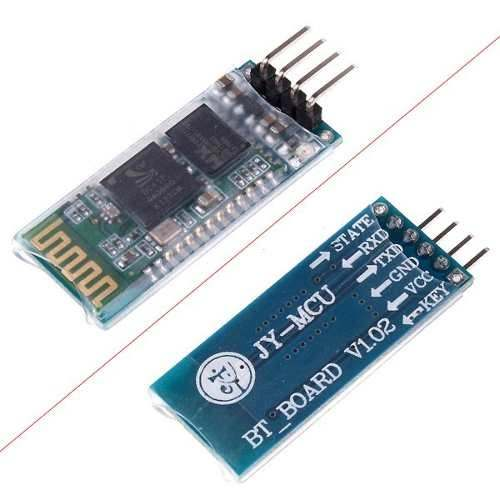 STATE
RXD
TXD
GND
VCC
KEY
JY-MCU
BT_BOARD V1.02